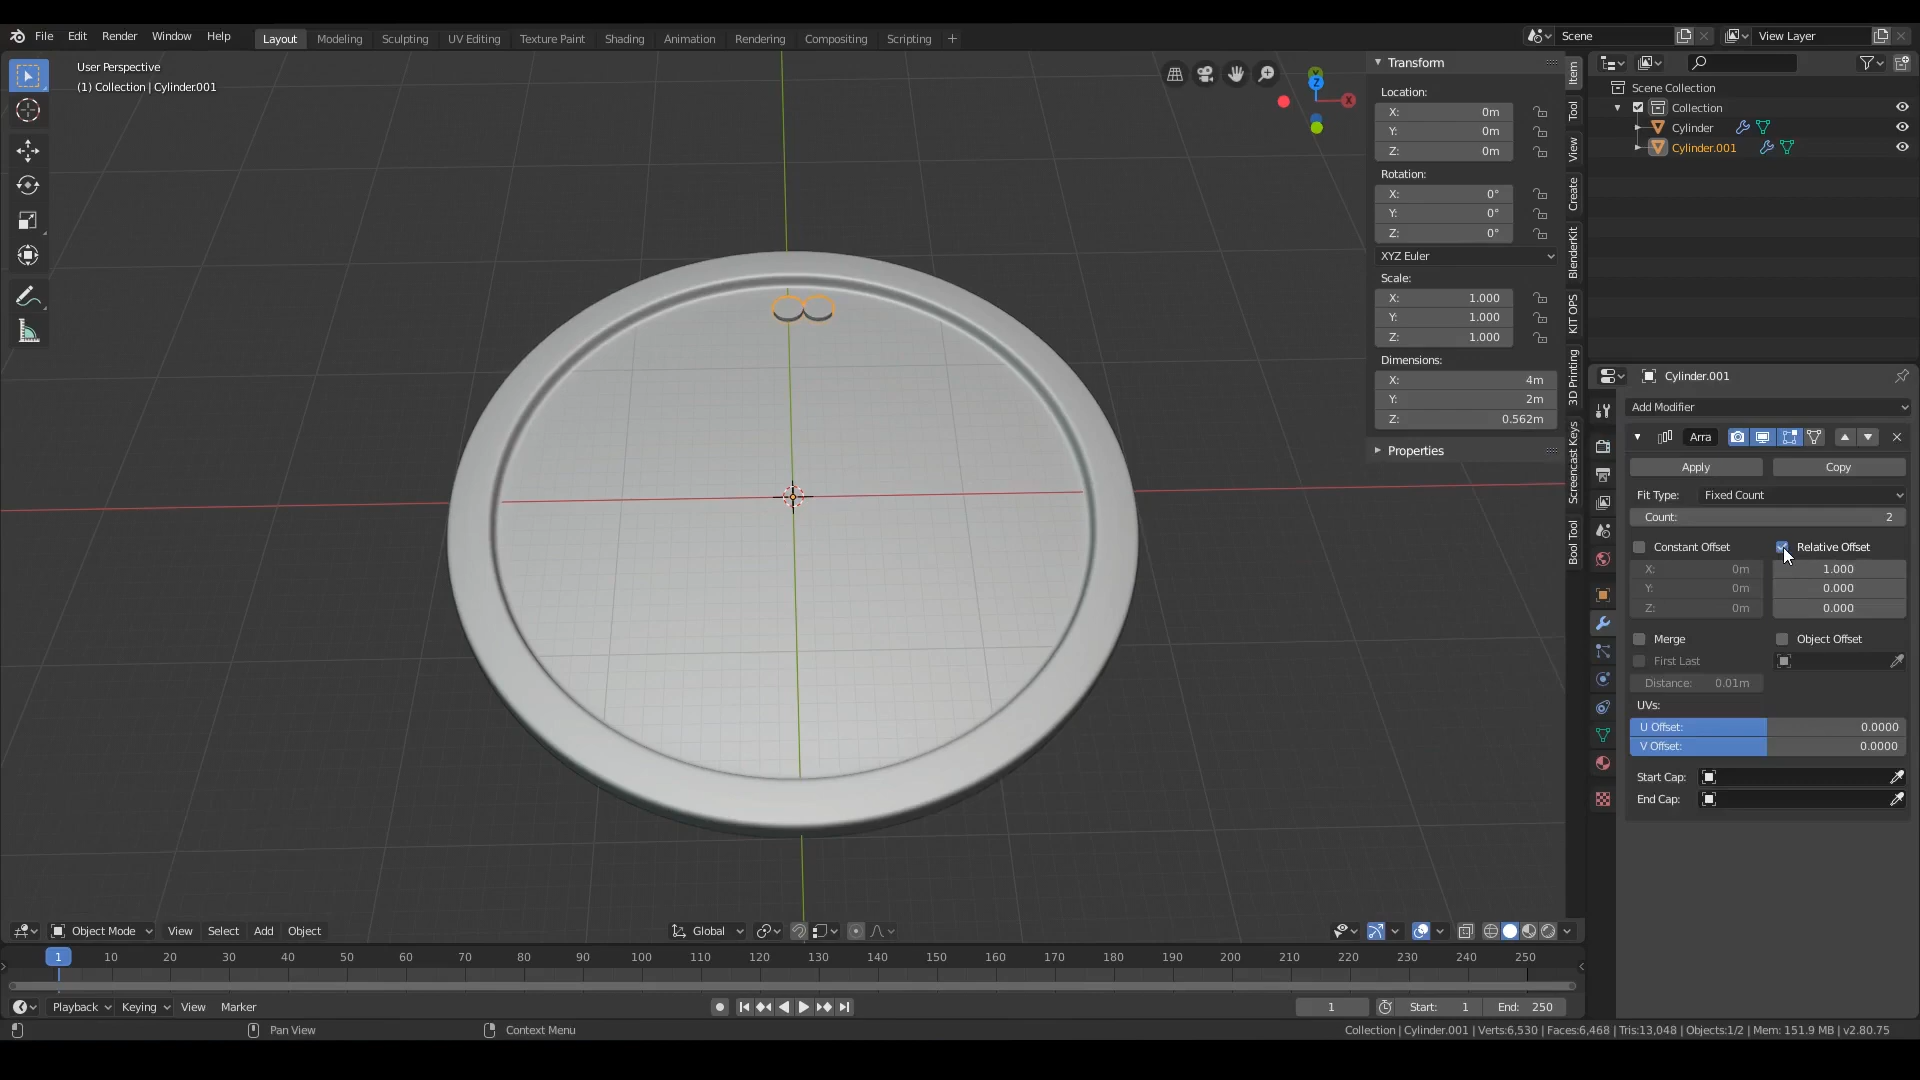 File Edit Render Window Help Layout Modeling Sculpting UV Editing Texture Paint Shading Animation Rendering Compositing Scripting + Scene View Layer
User Perspective
(1) Collection | Cylinder.001
Z
X
Transform
Location:
X: 0m
Y: 0m
Z: 0m
Rotation:
X: 0°
Y: 0°
Z: 0°
XYZ Euler
Scale:
X: 1.000
Y: 1.000
Z: 1.000
Dimensions:
X: 4m
Y: 2m
Z: 0.562m
Properties
Item
Tool
View
Create
BlenderKit
KIT OPS
3D Printing
Screencast Keys
Bool Tool
Scene Collection
Collection
Cylinder
Cylinder.001
Cylinder.001
Add Modifier
Arra
Apply Copy
Fit Type: Fixed Count
Count: 2
Constant Offset Relative Offset
X: 0m 1.000
Y: 0m 0.000
Z: 0m 0.000
Merge Object Offset
First Last
Distance: 0.01m
UVs:
U Offset: 0.0000
V Offset: 0.0000
Start Cap:
End Cap:
Object Mode View Select Add Object Global
1 10 20 30 40 50 60 70 80 90 100 110 120 130 140 150 160 170 180 190 200 210 220 230 240 250
Playback Keying View Marker 1 Start: 1 End: 250
Pan View Context Menu Collection | Cylinder.001 | Verts:6,530 | Faces:6,468 | Tris:13,048 | Objects:1/2 | Mem: 151.9 MB | v2.80.75